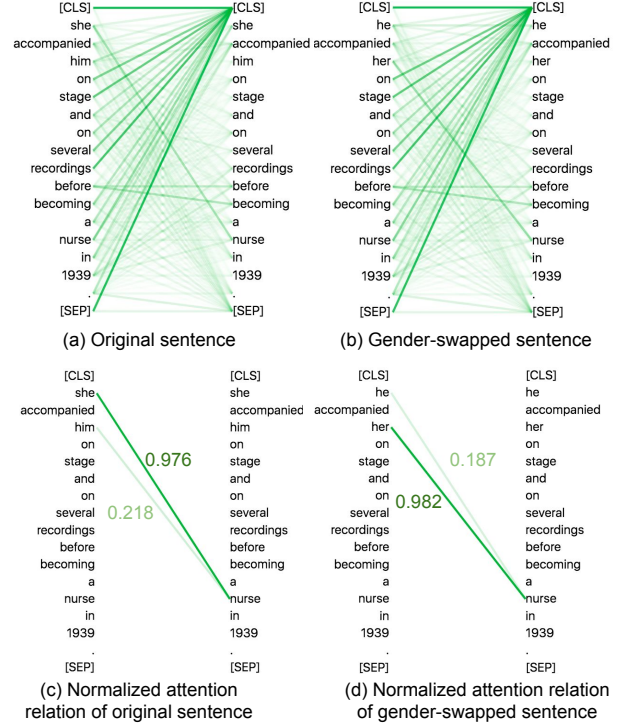 [CLS] [CLS] [CLS] [CLS]
she she he he
accompanied accompanied accompanied accompanied
him him her her
on on on on
stage stage stage stage
and and and and
on on on on
several several several several
recordings recordings recordings recordings
before before before before
becoming becoming becoming becoming
a a a a
nurse nurse nurse nurse
in in in in
1939 1939 1939 1939
. . . .
[SEP] [SEP] [SEP] [SEP]
(a) Original sentence (b) Gender-swapped sentence
[CLS] [CLS] [CLS] [CLS]
she she he he
accompanied accompanied accompanied accompanied
him him her her
on on on on
stage 0.976 stage stage 0.187 stage
and and and and
on on on 0.982 on
several 0.218 several several several
recordings recordings recordings recordings
before before before before
becoming becoming becoming becoming
a a a a
nurse nurse nurse nurse
in in in in
1939 1939 1939 1939
. . . .
[SEP] [SEP] [SEP] [SEP]
(c) Normalized attention (d) Normalized attention relation
relation of original sentence of gender-swapped sentence